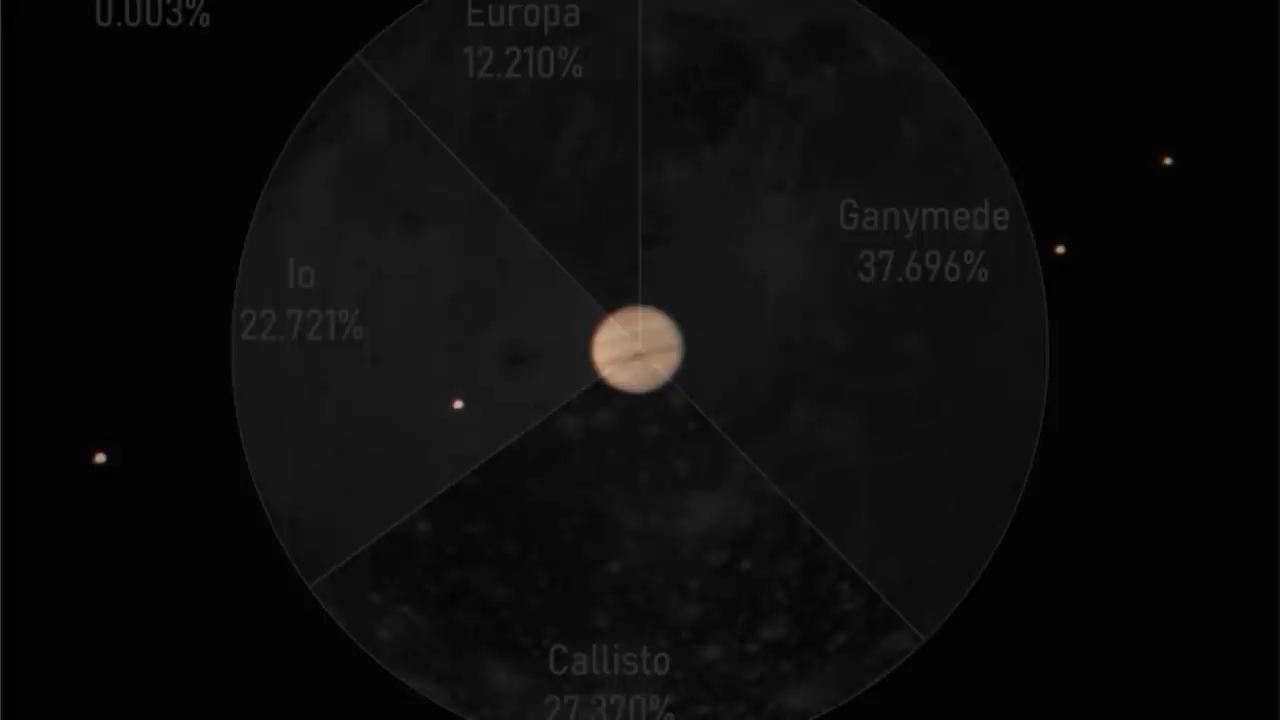 0.003%
Europa
12.210%
Ganymede
37.696%
Io
22.721%
Callisto
27.370%